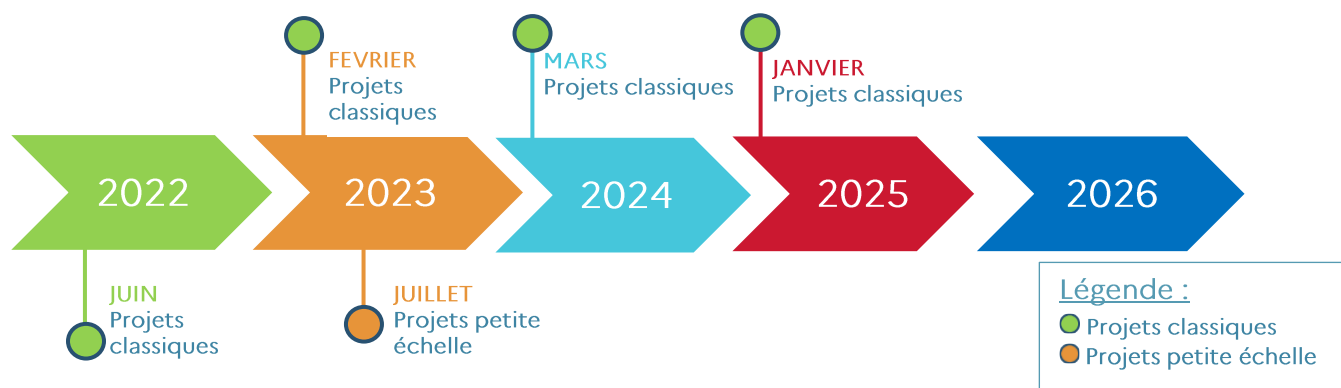 FEVRIER
Projets
classiques
MARS
Projets classiques
JANVIER
Projets classiques
2022
2023
2024
2025
2026
JUIN
Projets
classiques
JUILLET
Projets petite
échelle
Légende :
Projets classiques
Projets petite échelle